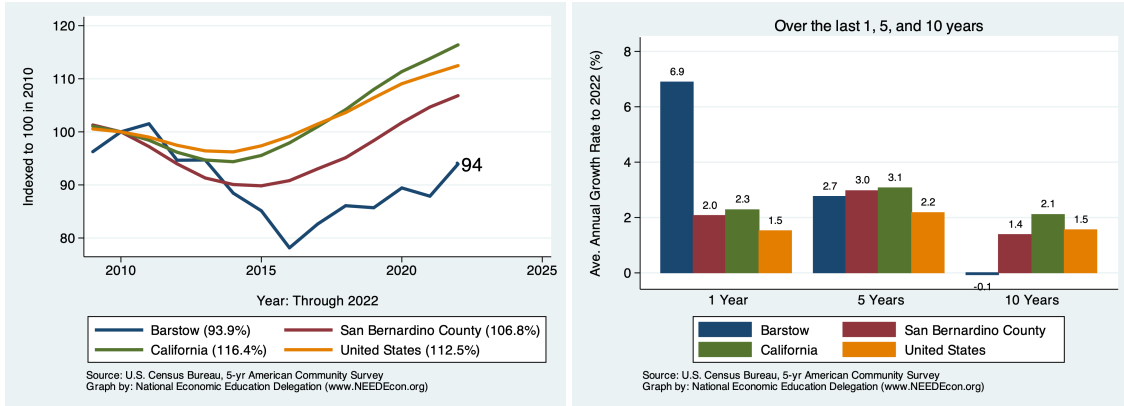 120
110
100
90
80
Indexed to 100 in 2010
94
2010 2015 2020 2025
Year: Through 2022
Barstow (93.9%) San Bernardino County (106.8%)
California (116.4%) United States (112.5%)
Source: U.S. Census Bureau, 5-yr American Community Survey
Graph by: National Economic Education Delegation (www.NEEDEcon.org)
Over the last 1, 5, and 10 years
Ave. Annual Growth Rate to 2022 (%)
8
6
4
2
0
6.9 2.0 2.3 1.5
2.7 3.0 3.1 2.2
-0.1 1.4 2.1 1.5
1 Year 5 Years 10 Years
Barstow San Bernardino County
California United States
Source: U.S. Census Bureau, 5-yr American Community Survey
Graph by: National Economic Education Delegation (www.NEEDEcon.org)